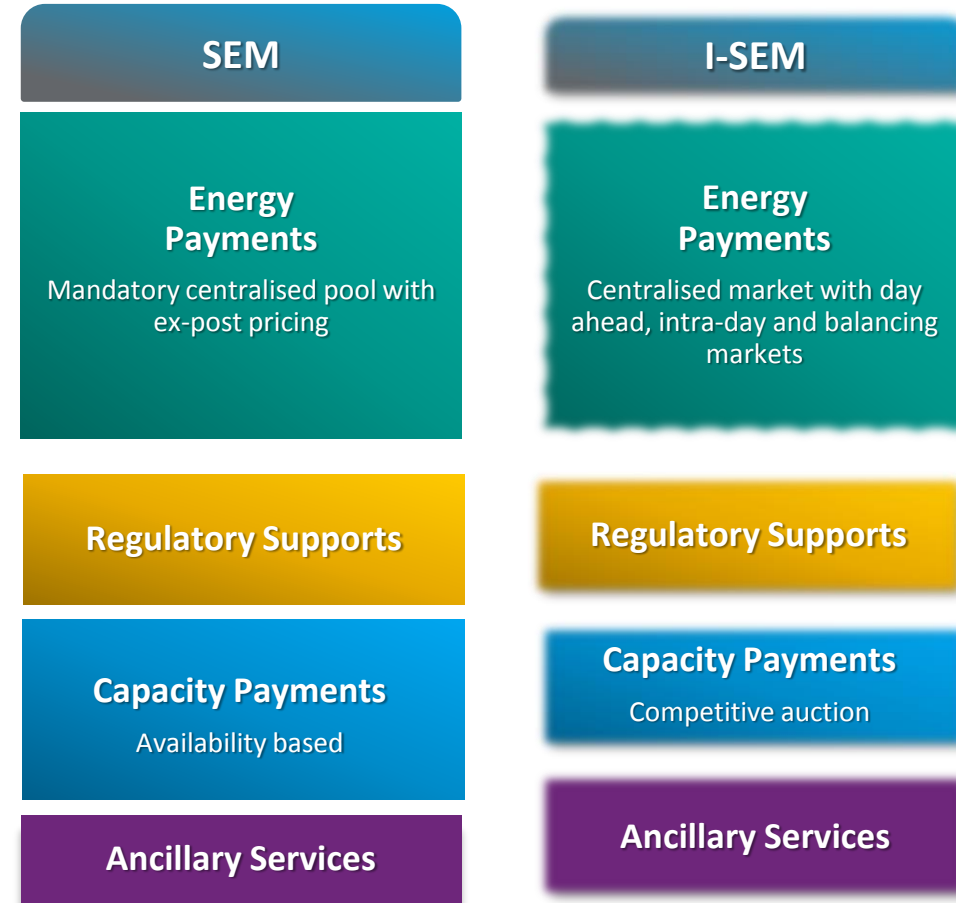 SEM
Energy
Payments
Mandatory centralised pool with
ex-post pricing
Regulatory Supports
Capacity Payments
Availability based
Ancillary Services
I-SEM
Energy
Payments
Centralised market with day
ahead, intra-day and balancing
markets
Regulatory Supports
Capacity Payments
Competitive auction
Ancillary Services